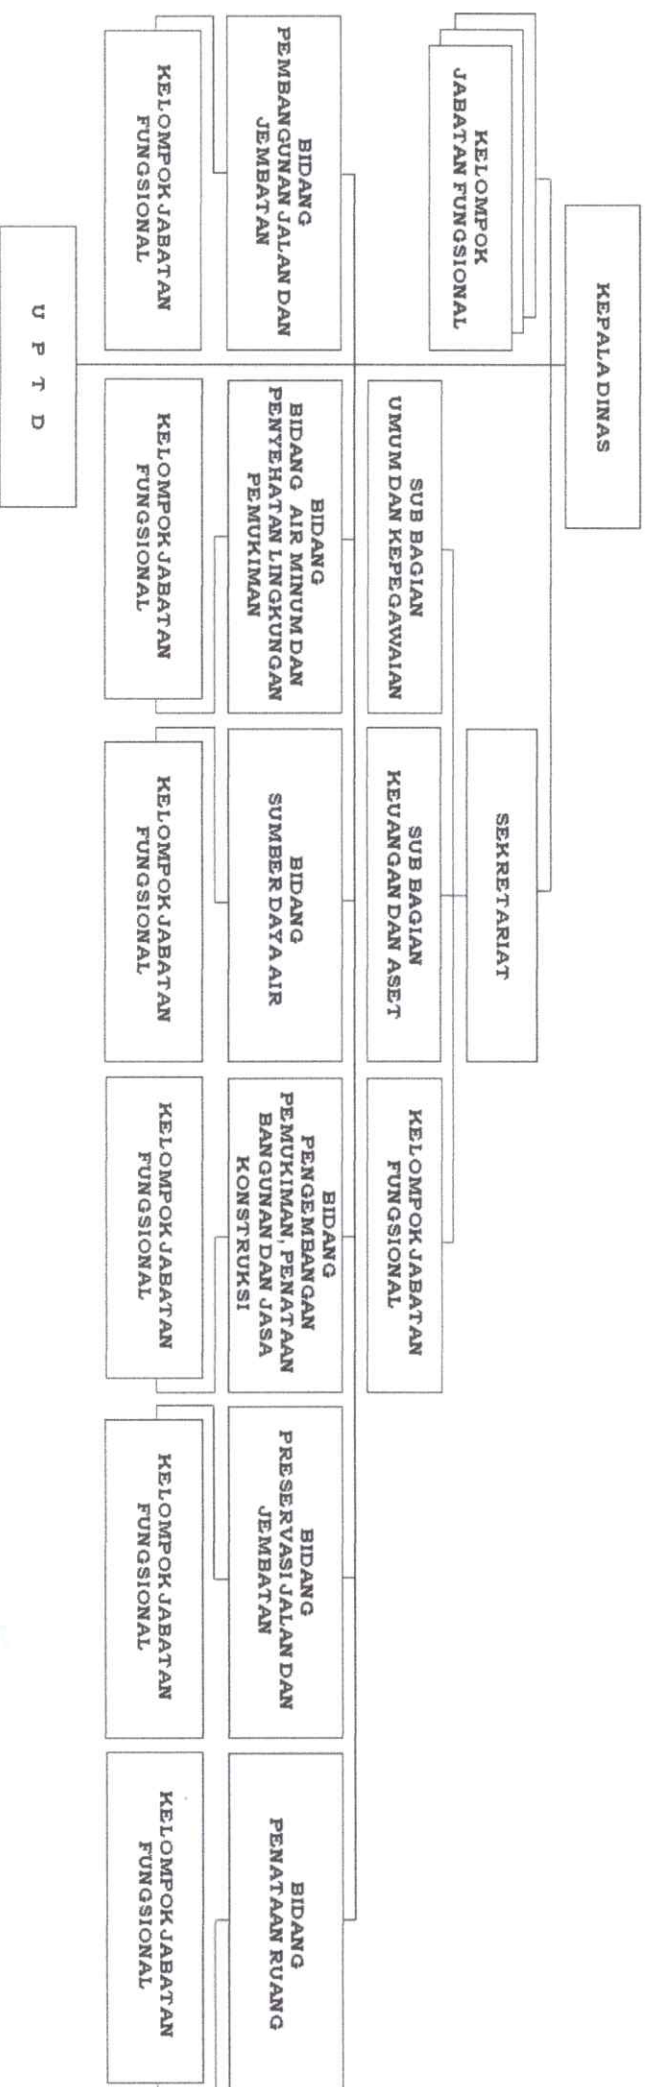 KEPALA DINAS
KELOMPOK
JABATAN FUNGSIONAL
SEKRETARIAT
SUB BAGIAN
UMUM DAN KEPEGAWAIAN
SUB BAGIAN
KEUANGAN DAN ASET
KELOMPOK JABATAN
FUNGSIONAL
BIDANG
PEMBANGUNAN JALAN DAN
JEMBATAN
BIDANG
BIDANG AIR MINUM DAN
PENYEHATAN LINGKUNGAN
PEMUKIMAN
BIDANG
SUMBER DAYA AIR
BIDANG
PENGEMBANGAN
PEMUKIMAN, PENATAAN
BANGUNAN DAN JASA
KONSTRUKSI
BIDANG
PRESERVASI JALAN DAN
JEMBATAN
BIDANG
PENATAAN RUANG
KELOMPOK JABATAN
FUNGSIONAL
KELOMPOK JABATAN
FUNGSIONAL
KELOMPOK JABATAN
FUNGSIONAL
KELOMPOK JABATAN
FUNGSIONAL
KELOMPOK JABATAN
FUNGSIONAL
KELOMPOK JABATAN
FUNGSIONAL
U P T D